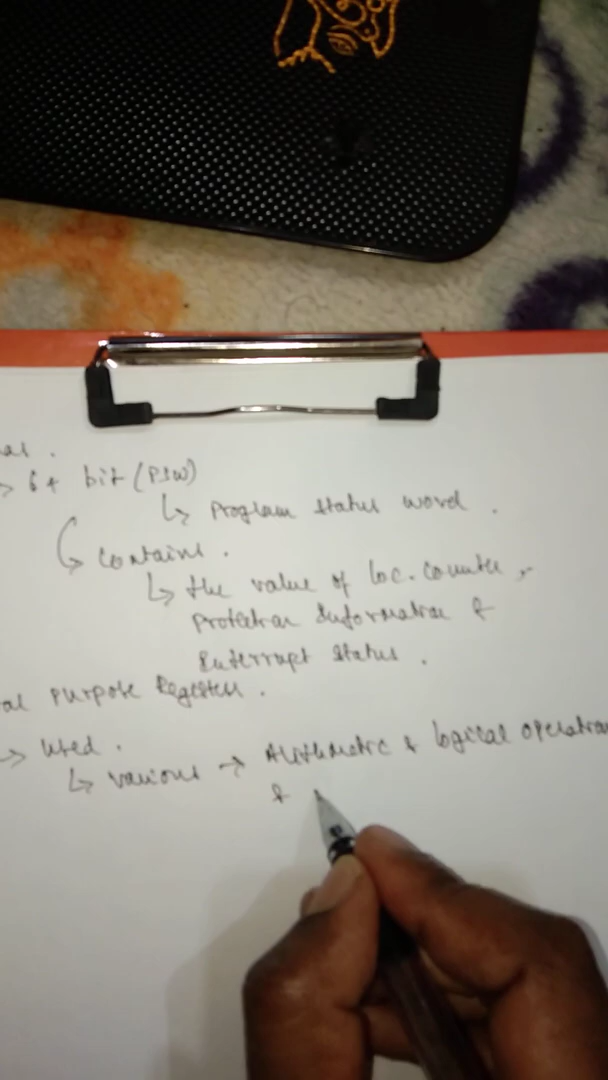 as .
> 64 bit (PSW)
↳ Program status word .
↳ contains .
↳ the value of loc. counter ,
Protection Information &
Interrupt status .
al Purpose Registers .
→ Used .
↳ various → Arithmetic & logical operation
&